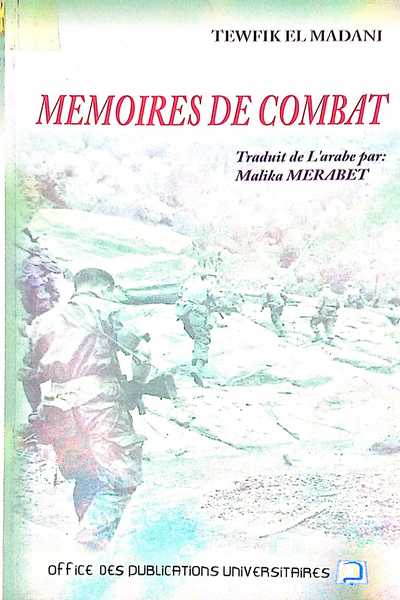 TEWFIK EL MADANI
MEMOIRES DE COMBAT
Traduit de L'arabe par:
Malika MERABET
OFFICE DES PUBLICATIONS UNIVERSITAIRES